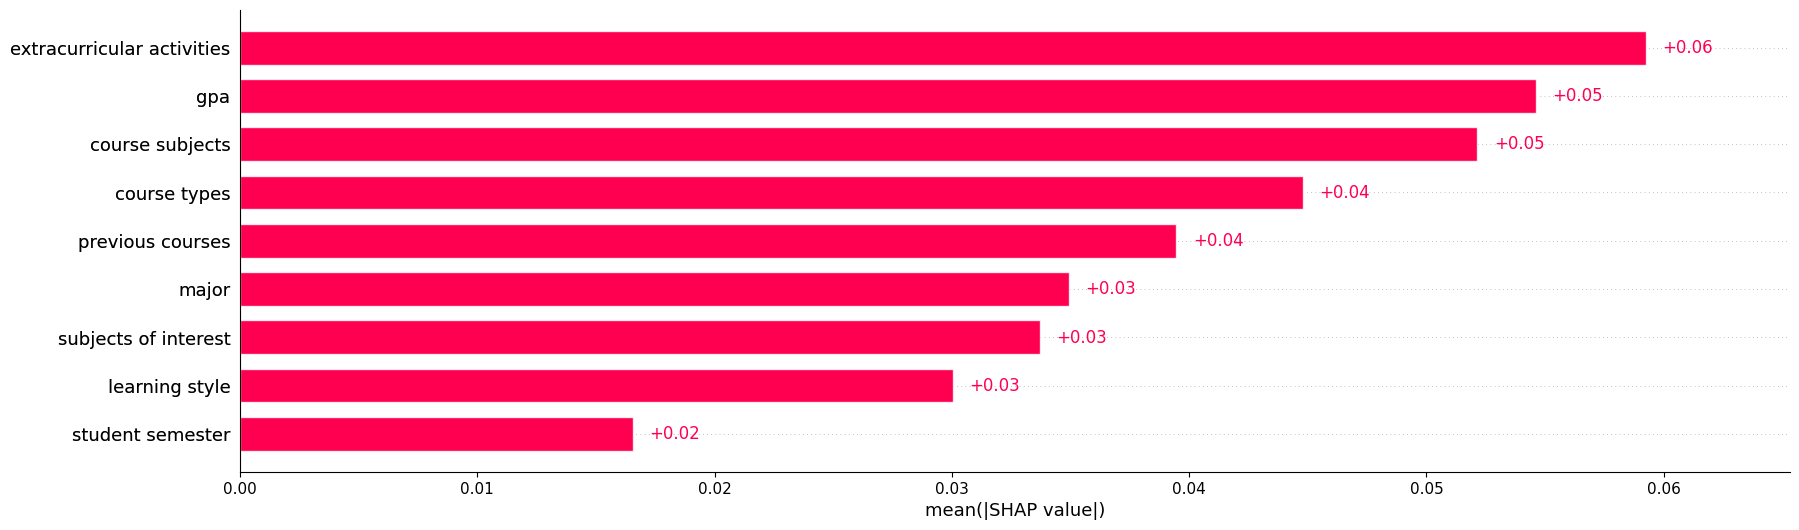 extracurricular activities +0.06
gpa +0.05
course subjects +0.05
course types +0.04
previous courses +0.04
major +0.03
subjects of interest +0.03
learning style +0.03
student semester +0.02
0.00 0.01 0.02 0.03 0.04 0.05 0.06
mean(|SHAP value|)